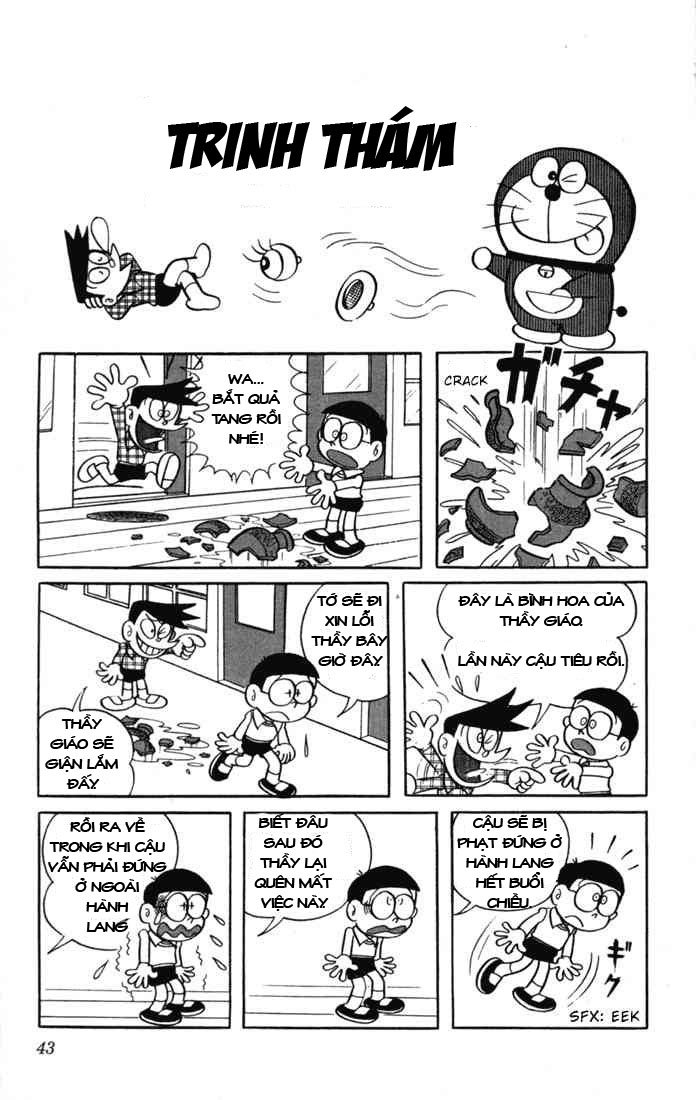 TRINH THÁM
CRACK
ガチャ
WA...
BẮT QUẢ
TANG RỒI
NHÉ!
ĐÂY LÀ BÌNH HOA CỦA
THẦY GIÁO.
LẦN NÀY CẬU TIÊU RỒI.
TỚ SẼ ĐI
XIN LỖI
THẦY BÂY
GIỜ ĐÂY
THẦY
GIÁO SẼ
GIẬN LẮM
ĐẤY.
CẬU SẼ BỊ
PHẠT ĐỨNG Ở
HÀNH LANG
HẾT BUỔI
CHIỀU.
ギク
SFX: EEK
BIẾT ĐÂU
SAU ĐÓ
THẦY LẠI
QUÊN MẤT
VIỆC NÀY.
RỒI RA VỀ
TRONG KHI CẬU
VẪN PHẢI ĐỨNG
Ở NGOÀI
HÀNH
LANG
43